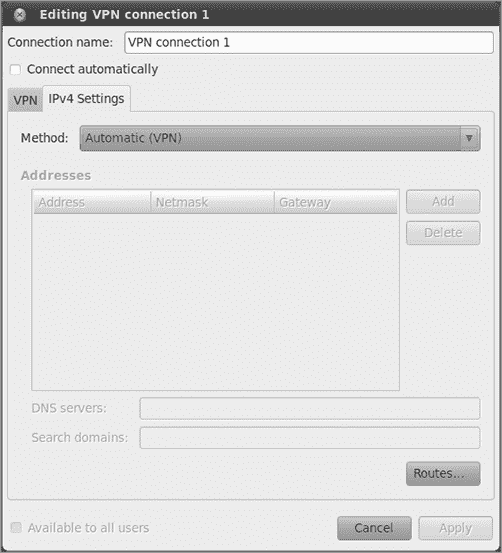 Editing VPN connection 1
Connection name: VPN connection 1
Connect automatically
VPN IPv4 Settings
Method: Automatic (VPN)
Addresses
Address Netmask Gateway Add
Delete
DNS servers:
Search domains:
Routes...
Available to all users Cancel Apply